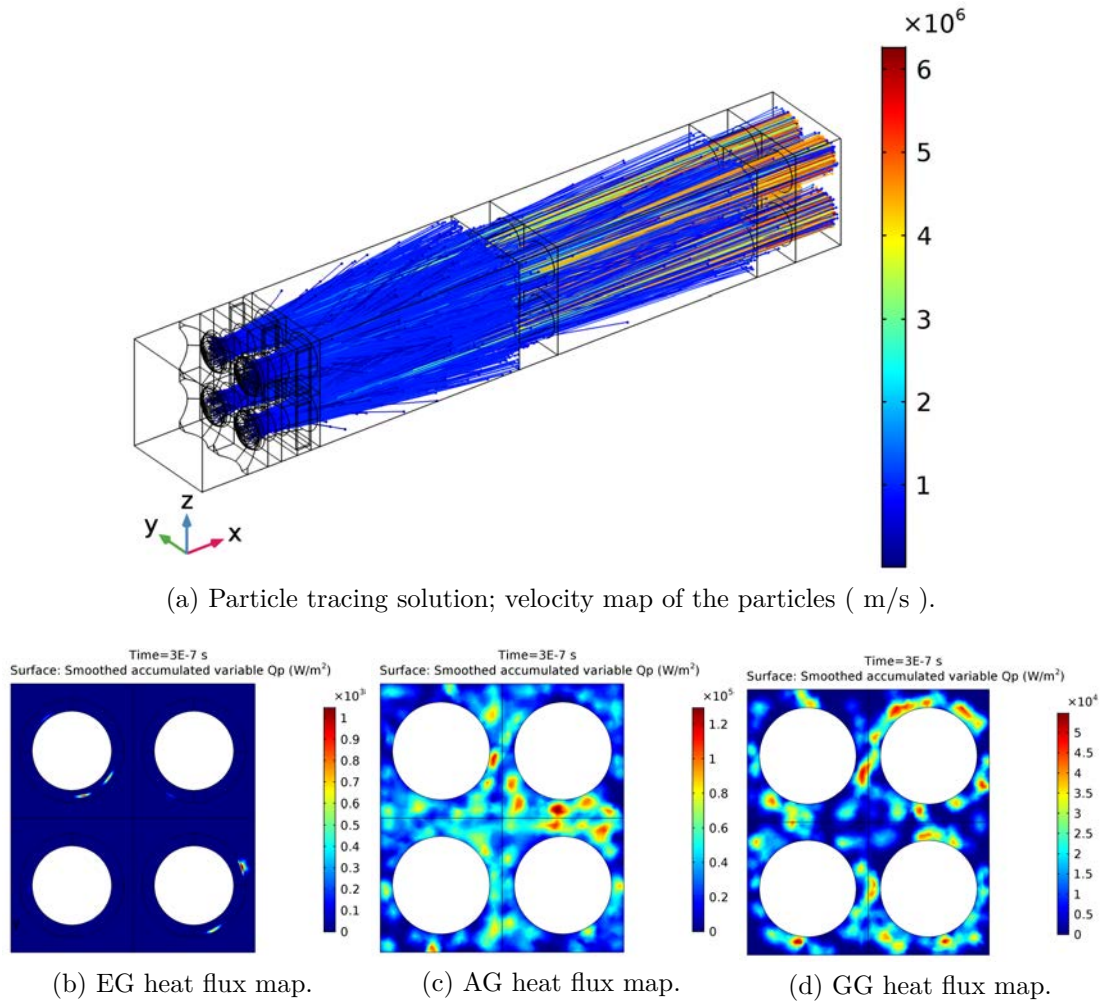 ×10⁶
6
5
4
3
2
1
z
y
x
(a) Particle tracing solution; velocity map of the particles ( m/s ).
Time=3E-7 s
Surface: Smoothed accumulated variable Qp (W/m²)
1
0.9
0.8
0.7
0.6
0.5
0.4
0.3
0.2
0.1
0
(b) EG heat flux map.
Time=3E-7 s
Surface: Smoothed accumulated variable Qp (W/m²)
×10⁵
1.2
1
0.8
0.6
0.4
0.2
0
(c) AG heat flux map.
Time=3E-7 s
Surface: Smoothed accumulated variable Qp (W/m²)
×10⁴
5
4.5
4
3.5
3
2.5
2
1.5
1
0.5
0
(d) GG heat flux map.